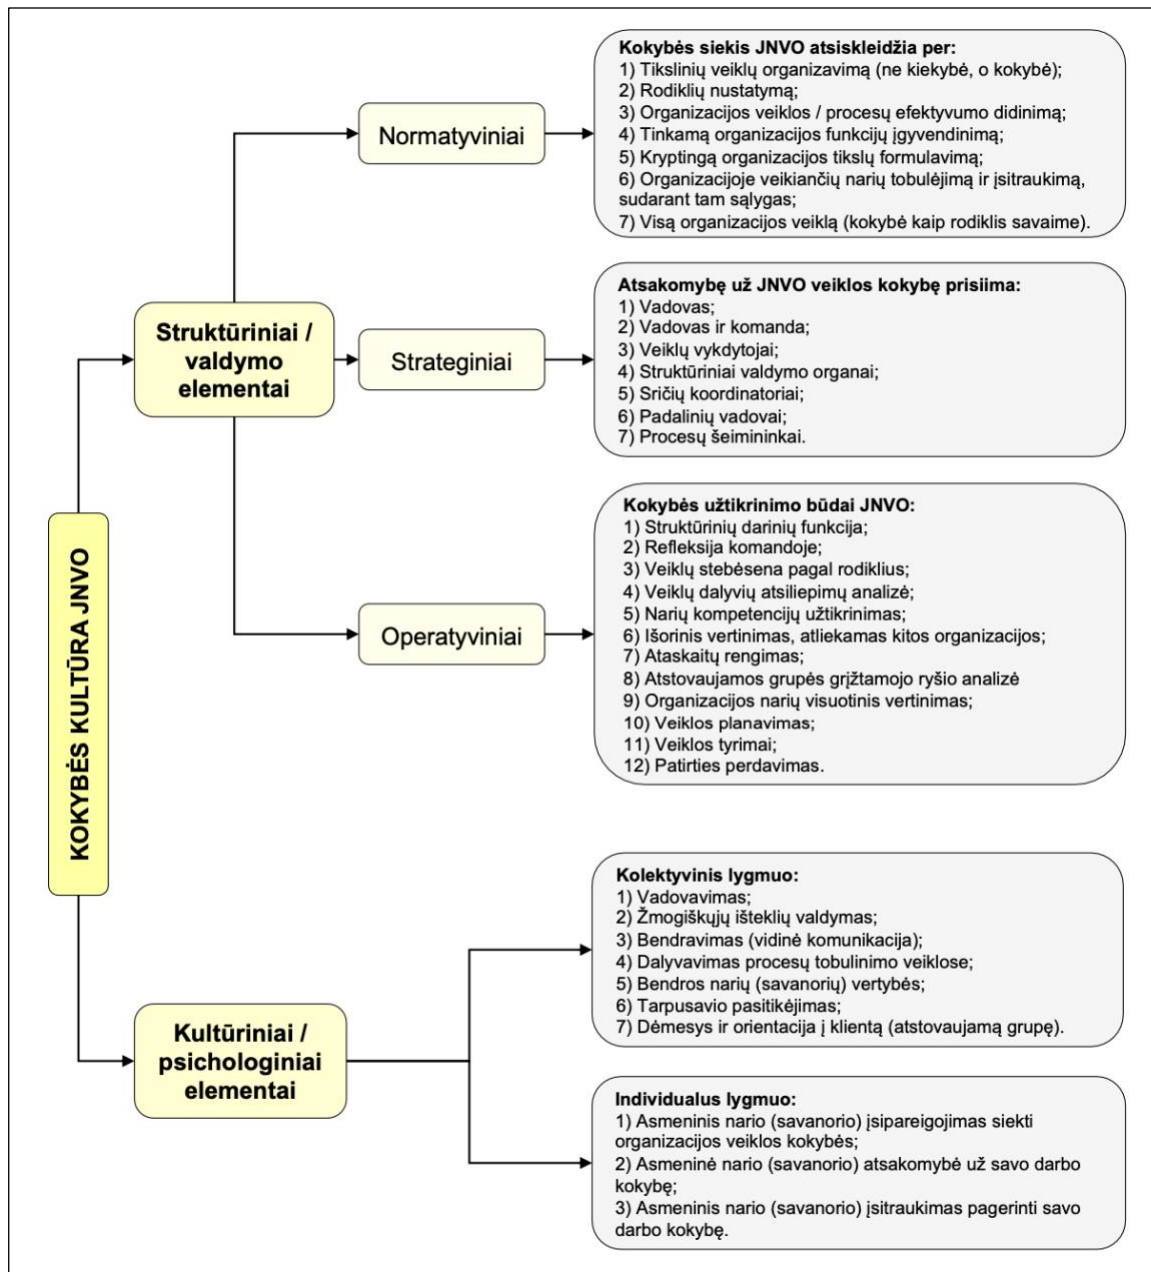 KOKYBĖS KULTŪRA JNVO
Struktūriniai /
valdymo
elementai
Normatyviniai
Kokybės siekis JNVO atsiskleidžia per:
1) Tikslinių veiklų organizavimą (ne kiekybė, o kokybė);
2) Rodiklių nustatymą;
3) Organizacijos veiklos / procesų efektyvumo didinimą;
4) Tinkamą organizacijos funkcijų įgyvendinimą;
5) Kryptingą organizacijos tikslų formulavimą;
6) Organizacijoje veikiančių narių tobulėjimą ir įsitraukimą,
sudarant tam sąlygas;
7) Visą organizacijos veiklą (kokybė kaip rodiklis savaime).
Strateginiai
Atsakomybę už JNVO veiklos kokybę prisiima:
1) Vadovas;
2) Vadovas ir komanda;
3) Veiklų vykdytojai;
4) Struktūriniai valdymo organai;
5) Sričių koordinatoriai;
6) Padalinių vadovai;
7) Procesų šeimininkai.
Operatyviniai
Kokybės užtikrinimo būdai JNVO:
1) Struktūrinių darinių funkcija;
2) Refleksija komandoje;
3) Veiklų stebėsena pagal rodiklius;
4) Veiklų dalyvių atsiliepimų analizė;
5) Narių kompetencijų užtikrinimas;
6) Išorinis vertinimas, atliekamas kitos organizacijos;
7) Ataskaitų rengimas;
8) Atstovaujamos grupės grįžtamojo ryšio analizė
9) Organizacijos narių visuotinis vertinimas;
10) Veiklos planavimas;
11) Veiklos tyrimai;
12) Patirties perdavimas.
Kultūriniai /
psichologiniai
elementai
Kolektyvinis lygmuo:
1) Vadovavimas;
2) Žmogiškųjų išteklių valdymas;
3) Bendravimas (vidinė komunikacija);
4) Dalyvavimas procesų tobulinimo veiklose;
5) Bendros narių (savanorių) vertybės;
6) Tarpusavio pasitikėjimas;
7) Dėmesys ir orientacija į klientą (atstovaujamą grupę).
Individualus lygmuo:
1) Asmeninis nario (savanorio) įsipareigojimas siekti
organizacijos veiklos kokybės;
2) Asmeninė nario (savanorio) atsakomybė už savo darbo
kokybę;
3) Asmeninis nario (savanorio) įsitraukimas pagerinti savo
darbo kokybę.